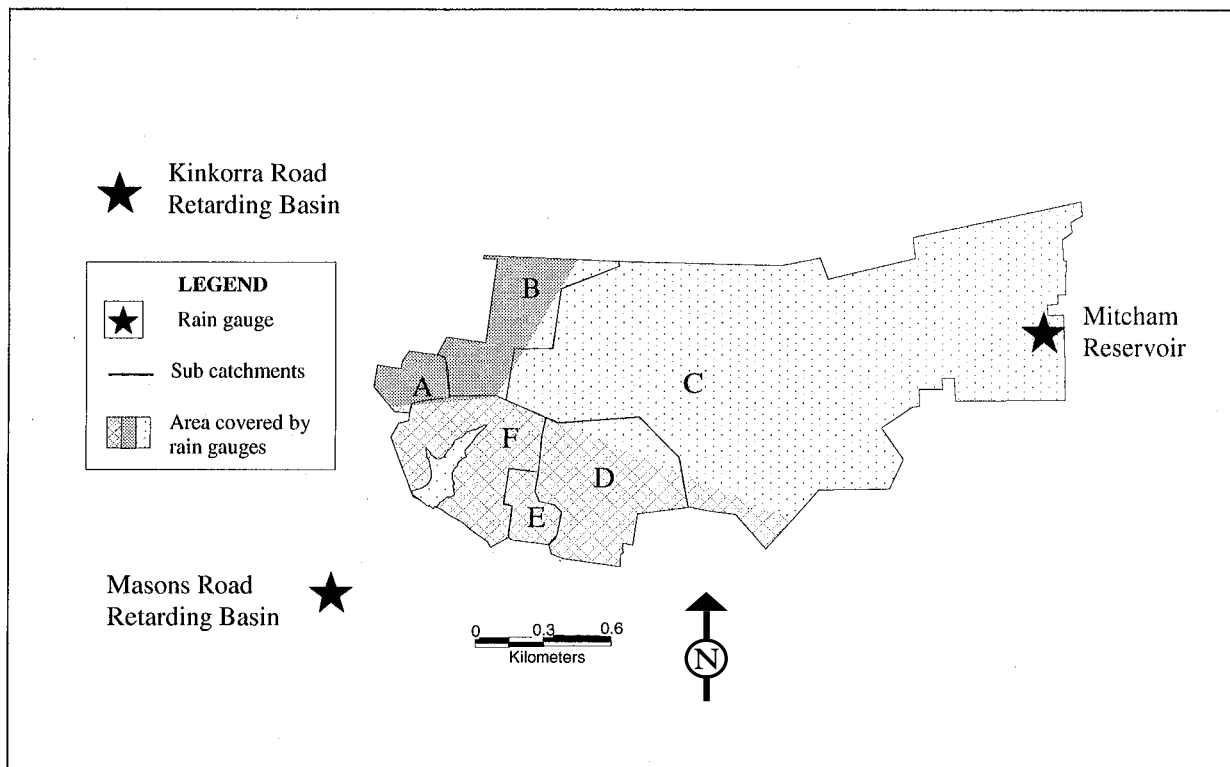 Kinkorra Road
Retarding Basin
LEGEND
Rain gauge
Sub catchments
Area covered by
rain gauges
B
A
C
F
D
E
Mitcham
Reservoir
Masons Road
Retarding Basin
0 0.3 0.6
Kilometers
N